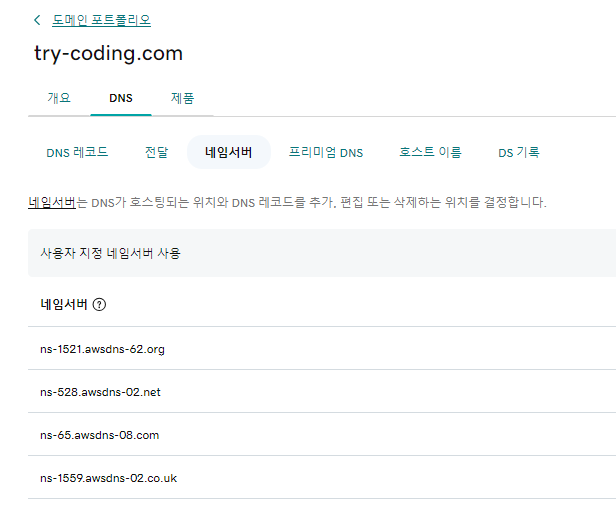 도메인 포트폴리오
try-coding.com
개요 DNS 제품
DNS 레코드 전달 네임서버 프리미엄 DNS 호스트 이름 DS 기록
네임서버는 DNS가 호스팅되는 위치와 DNS 레코드를 추가, 편집 또는 삭제하는 위치를 결정합니다.
사용자 지정 네임서버 사용
네임서버 ?
ns-1521.awsdns-62.org
ns-528.awsdns-02.net
ns-65.awsdns-08.com
ns-1559.awsdns-02.co.uk